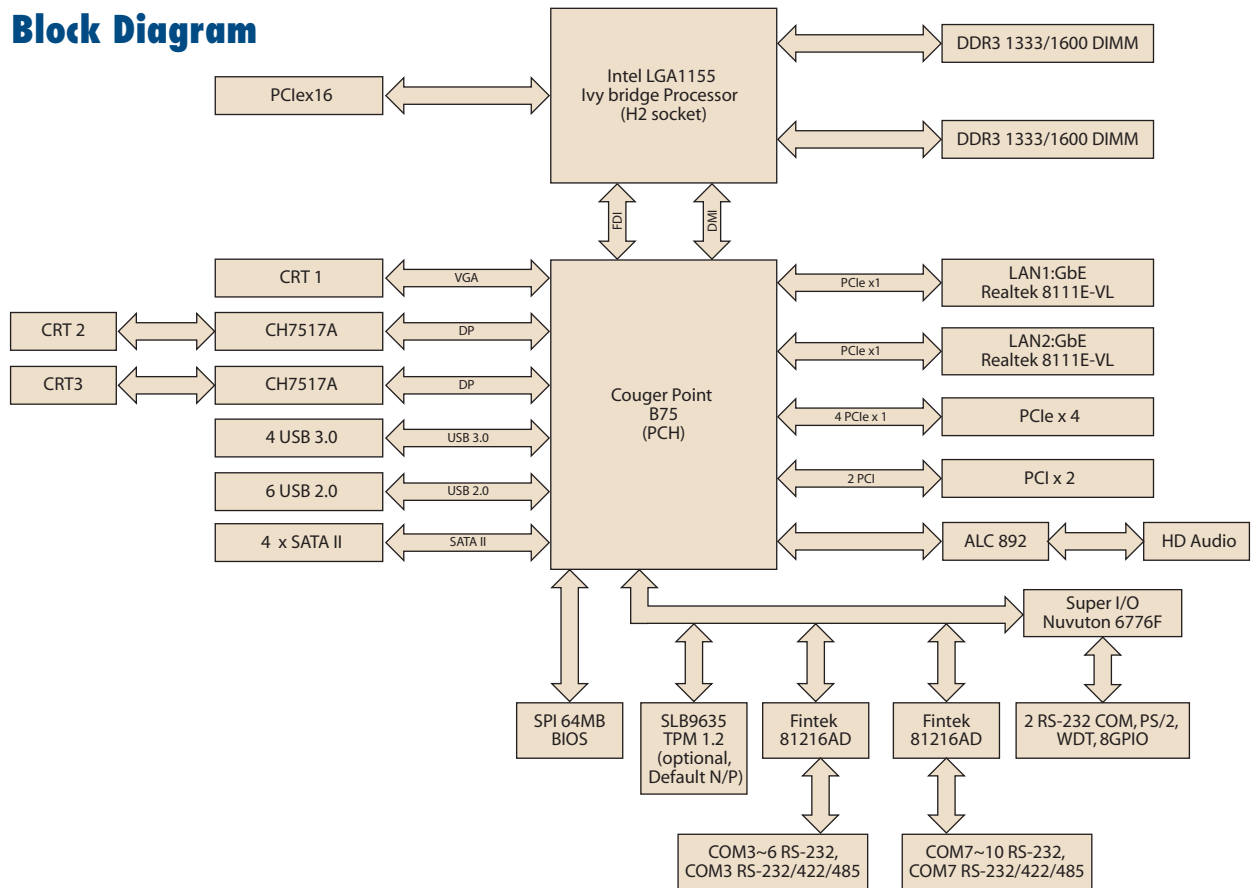 Block Diagram
Intel LGA1155
Ivy bridge Processor
(H2 socket)
DDR3 1333/1600 DIMM
PCIex16
DDR3 1333/1600 DIMM
FDI
DMI
CRT 1
VGA
PCIe x1
LAN1:GbE
Realtek 8111E-VL
CRT 2
CH7517A
DP
PCIe x1
LAN2:GbE
Realtek 8111E-VL
CRT3
CH7517A
DP
Couger Point
B75
(PCH)
4 PCIe x 1
PCIe x 4
4 USB 3.0
USB 3.0
2 PCI
PCI x 2
6 USB 2.0
USB 2.0
4 x SATA II
SATA II
ALC 892
HD Audio
Super I/O
Nuvuton 6776F
SPI 64MB
BIOS
SLB9635
TPM 1.2
(optional,
Default N/P)
Fintek
81216AD
Fintek
81216AD
2 RS-232 COM, PS/2,
WDT, 8GPIO
COM3~6 RS-232,
COM3 RS-232/422/485
COM7~10 RS-232,
COM7 RS-232/422/485